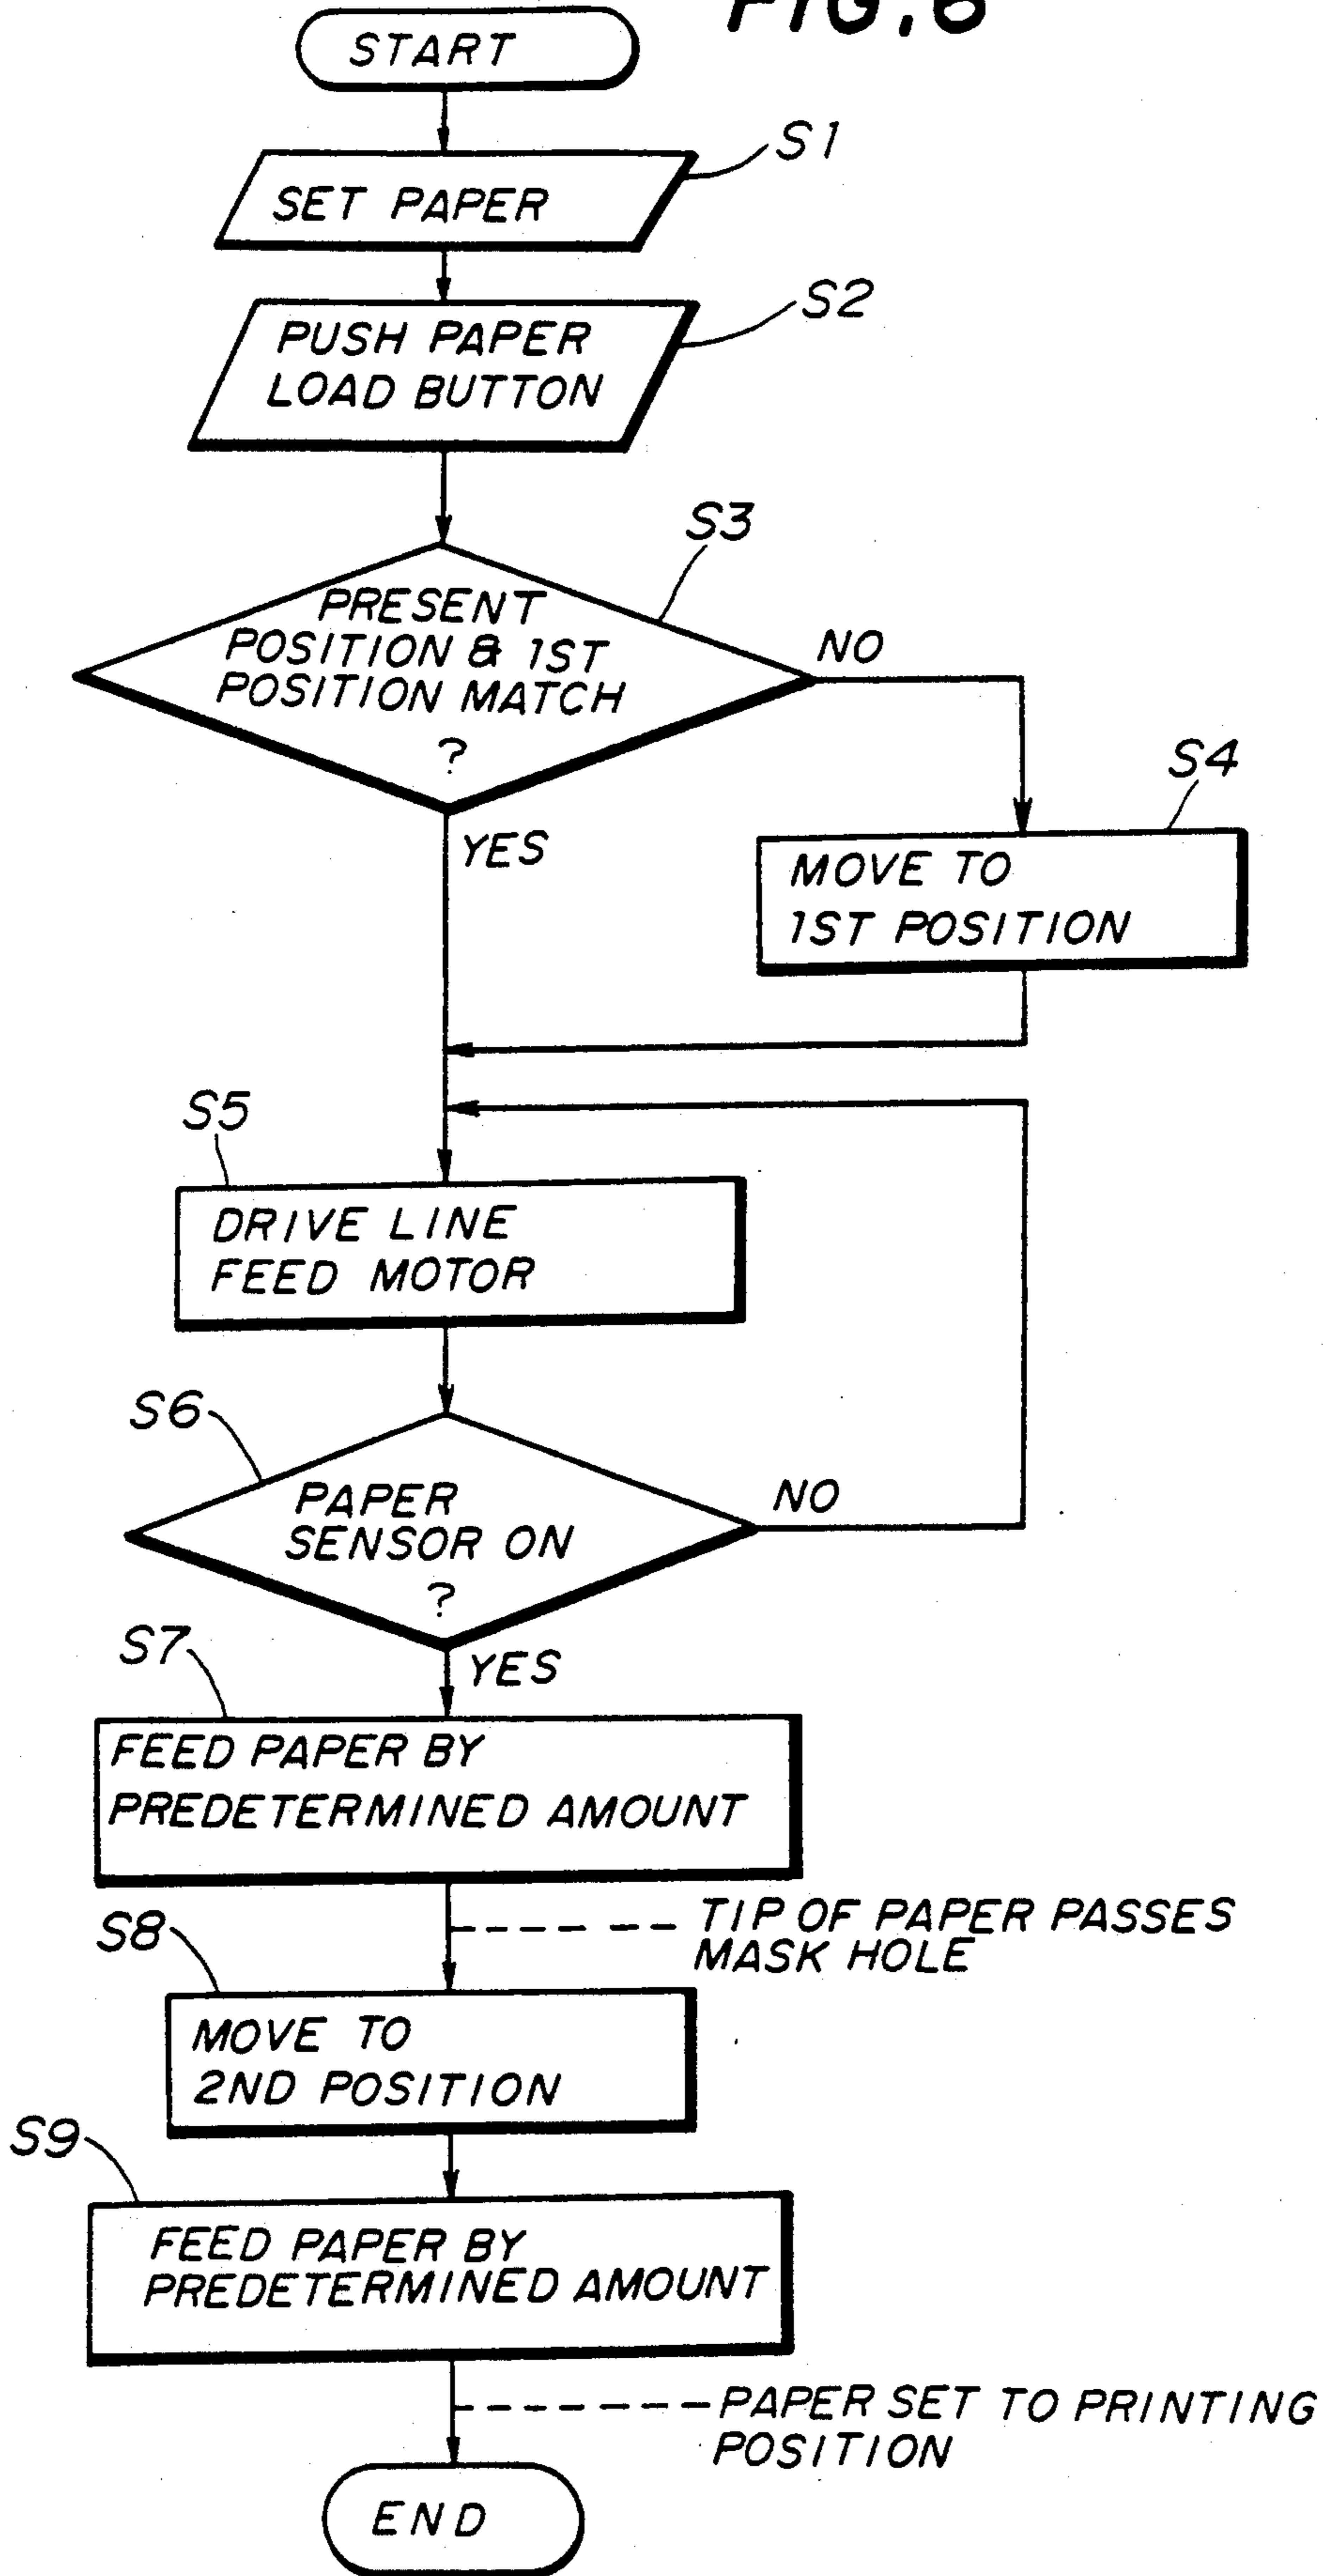 FIG.6
START
S1
SET PAPER
S2
PUSH PAPER
LOAD BUTTON
S3
PRESENT
POSITION & 1ST
POSITION MATCH
?
NO
YES
S4
MOVE TO
1ST POSITION
S5
DRIVE LINE
FEED MOTOR
S6
PAPER
SENSOR ON
?
NO
YES
S7
FEED PAPER BY
PREDETERMINED AMOUNT
TIP OF PAPER PASSES
MASK HOLE
S8
MOVE TO
2ND POSITION
S9
FEED PAPER BY
PREDETERMINED AMOUNT
PAPER SET TO PRINTING
POSITION
END